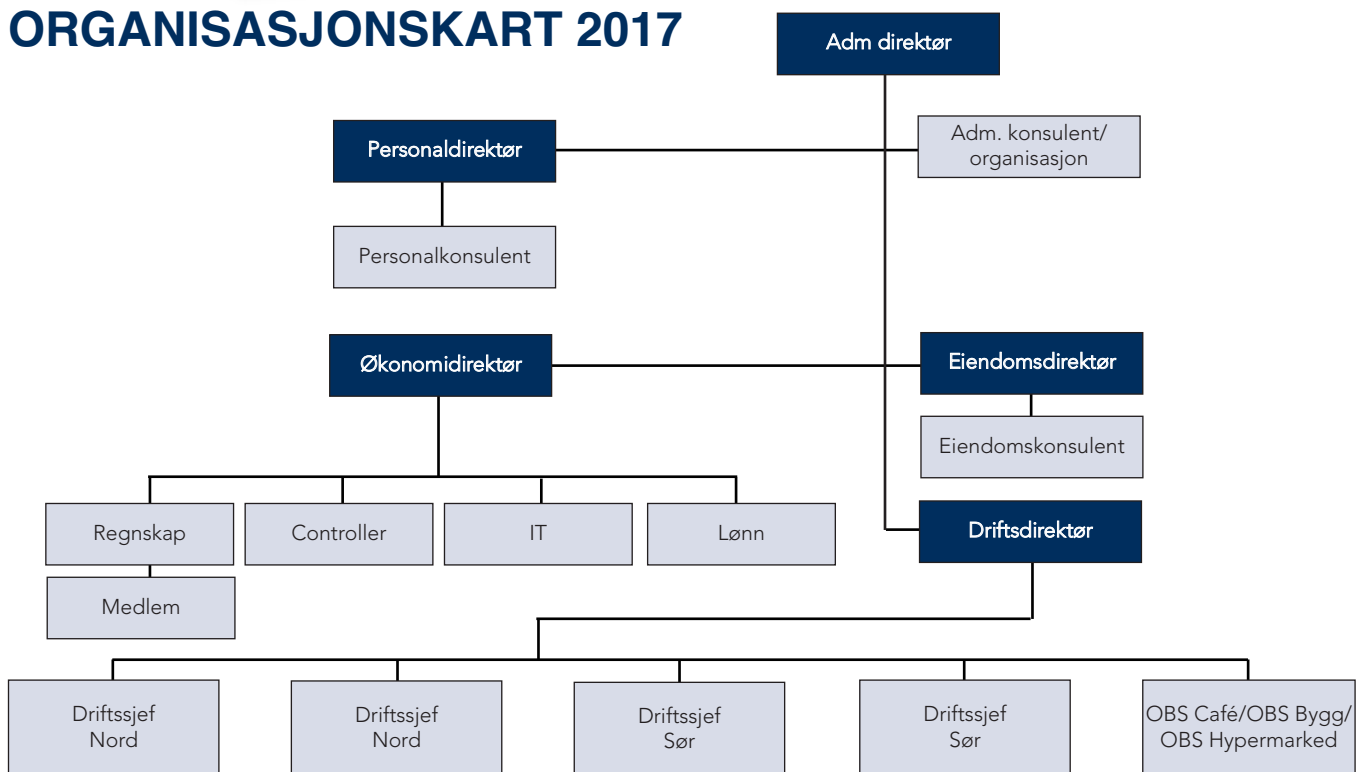 ORGANISASJONSKART 2017
Adm direktør
Personaldirektør
Adm. konsulent/
organisasjon
Personalkonsulent
Økonomidirektør
Eiendomsdirektør
Eiendomskonsulent
Regnskap
Controller
IT
Lønn
Driftsdirektør
Medlem
Driftssjef
Nord
Driftssjef
Nord
Driftssjef
Sør
Driftssjef
Sør
OBS Café/OBS Bygg/
OBS Hypermarked